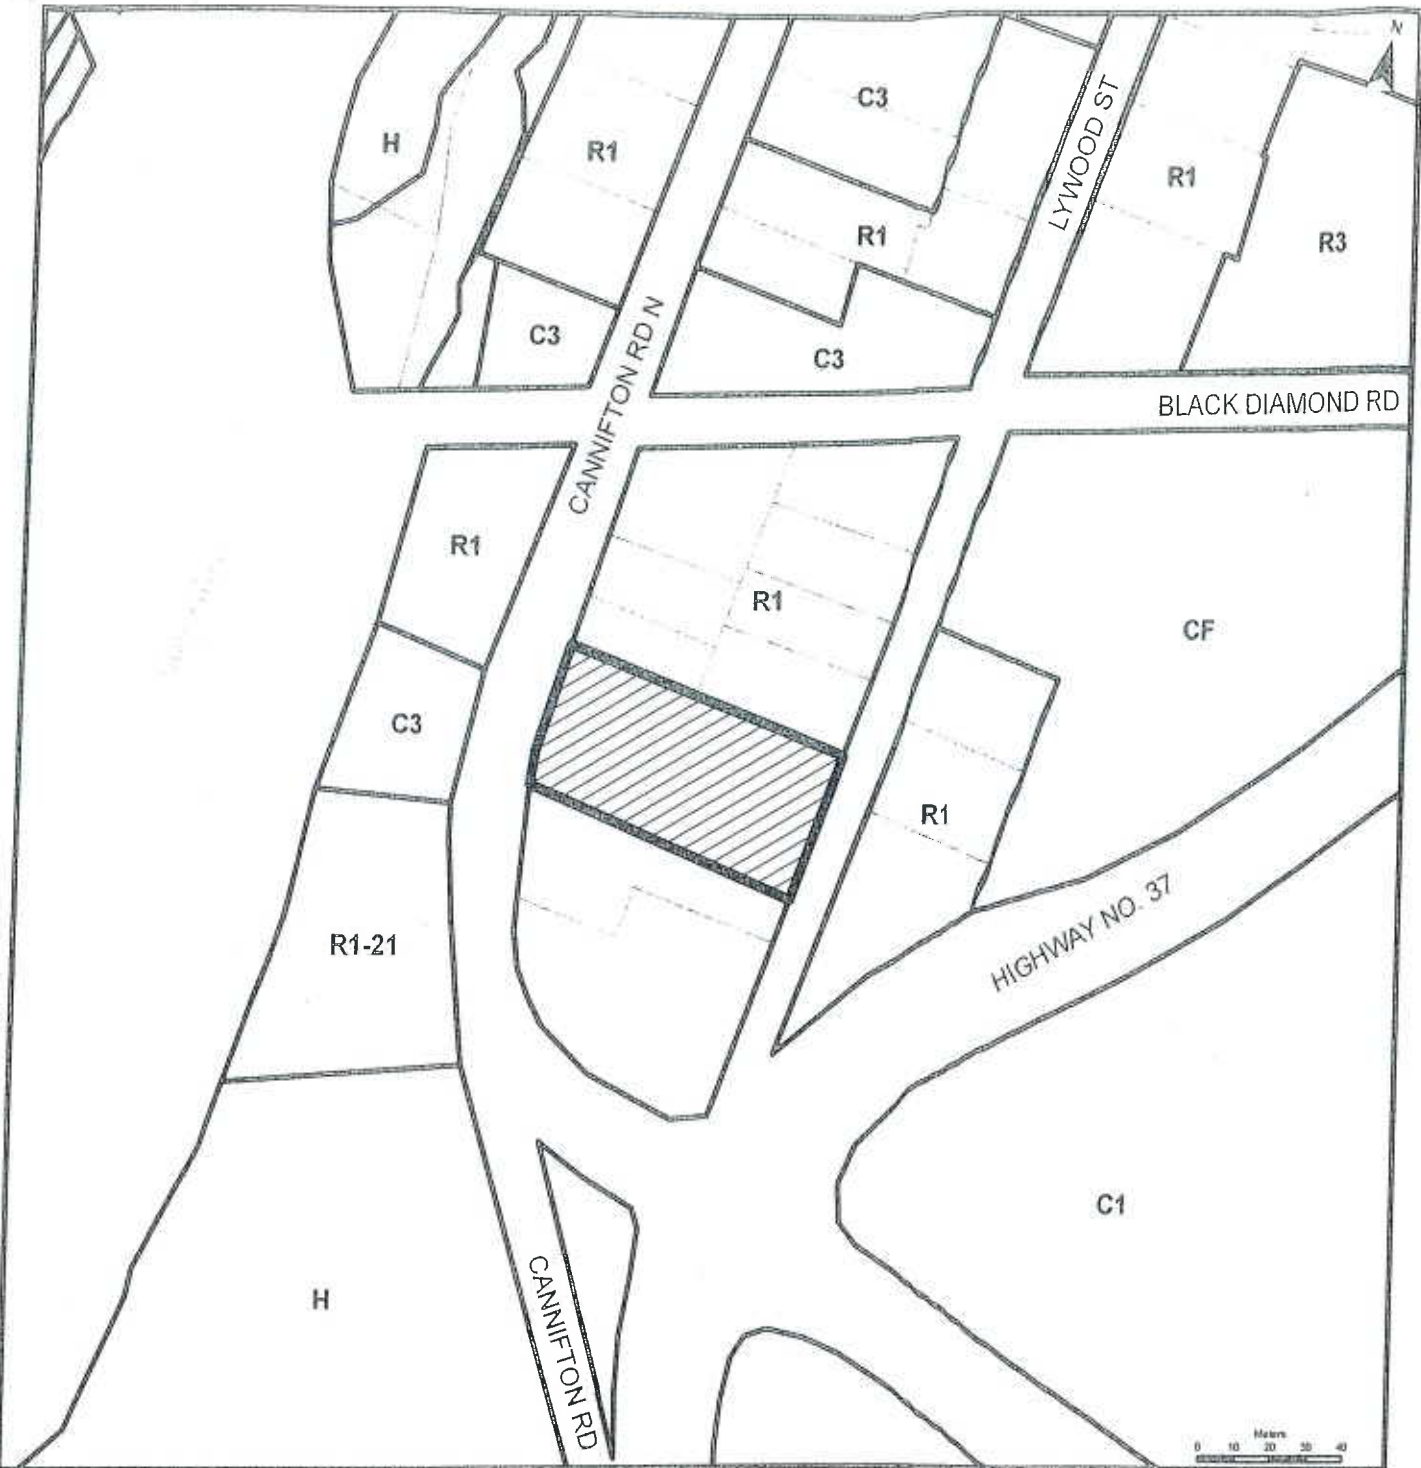 N
C3
LYWOOD ST
H
R1
R1
R1
R3
C3
CANNIFTON RD N
C3
BLACK DIAMOND RD
R1
R1
CF
C3
R1
HIGHWAY NO. 37
R1-21
C1
H
CANNIFTON RD
Meters
0 10 20 30 40